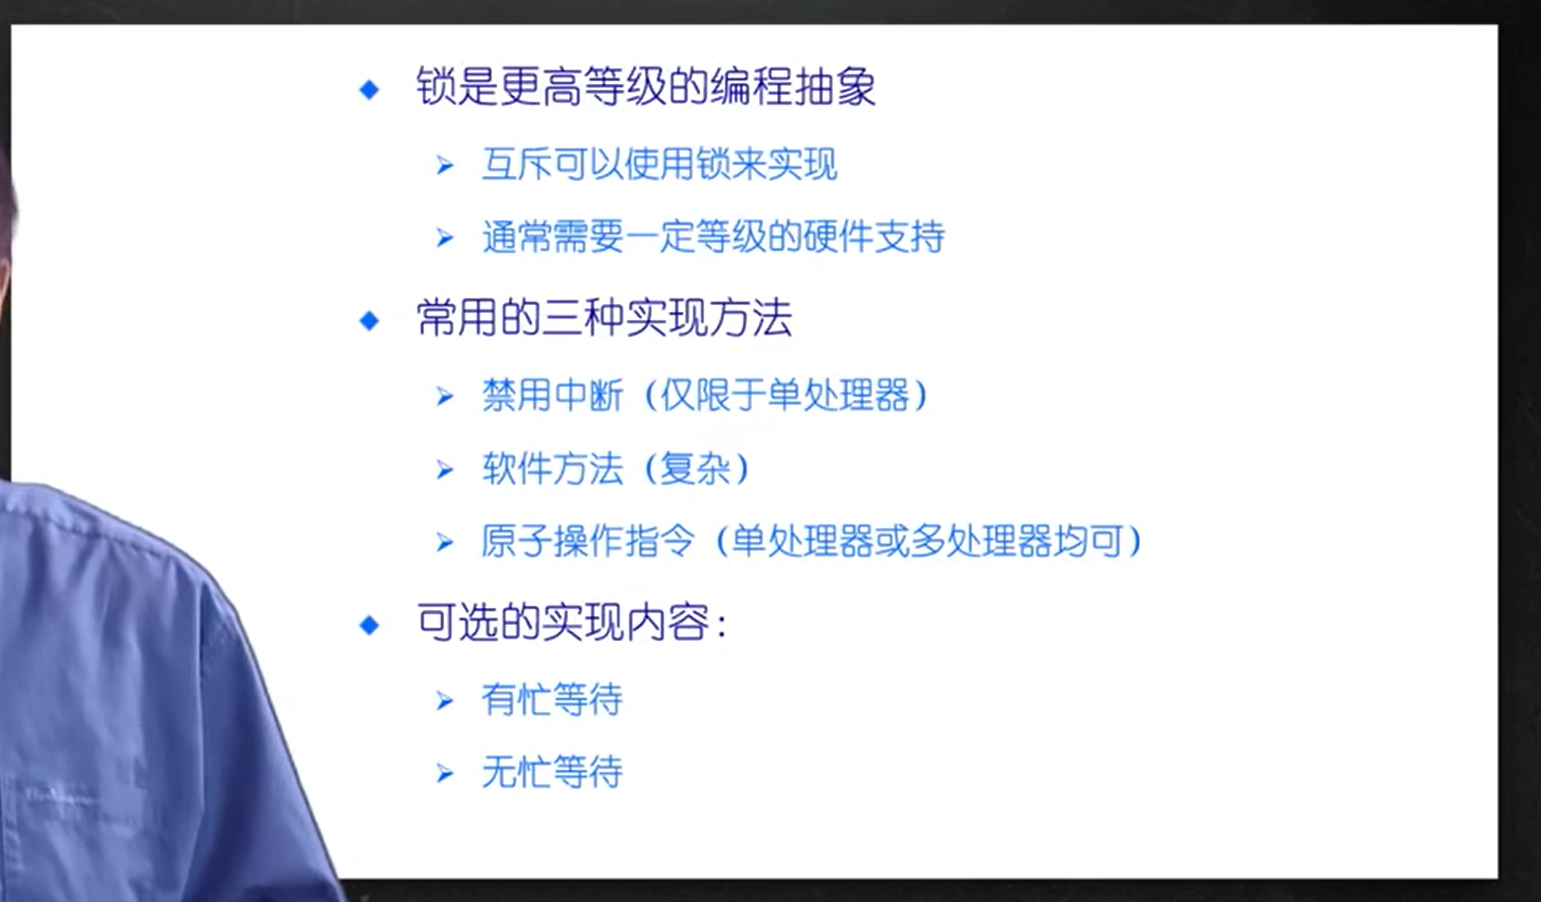 锁是更高等级的编程抽象
互斥可以使用锁来实现
通常需要一定等级的硬件支持
常用的三种实现方法
禁用中断（仅限于单处理器）
软件方法（复杂）
原子操作指令（单处理器或多处理器均可）
可选的实现内容：
有忙等待
无忙等待